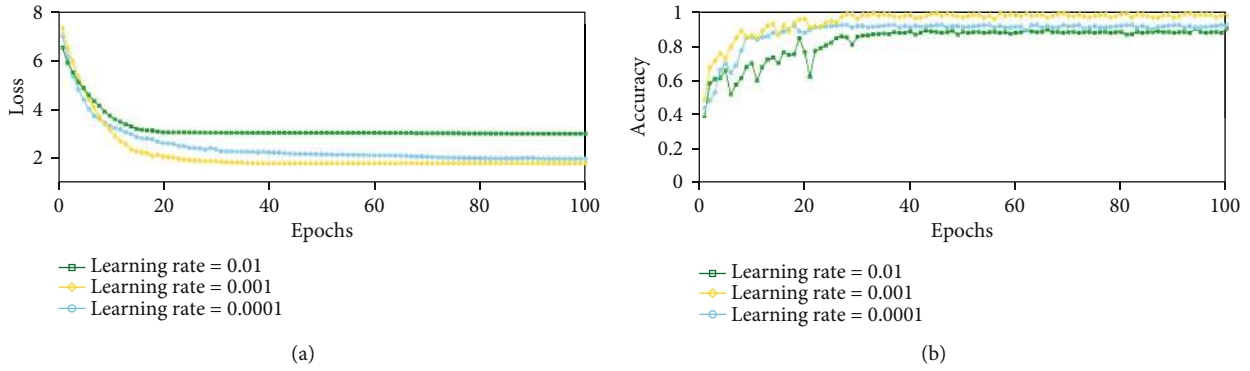 8
6
4
2
Loss
0 20 40 60 80 100
Epochs
Learning rate = 0.01
Learning rate = 0.001
Learning rate = 0.0001
(a)
1
0.8
0.6
0.4
0.2
0
Accuracy
0 20 40 60 80 100
Epochs
Learning rate = 0.01
Learning rate = 0.001
Learning rate = 0.0001
(b)